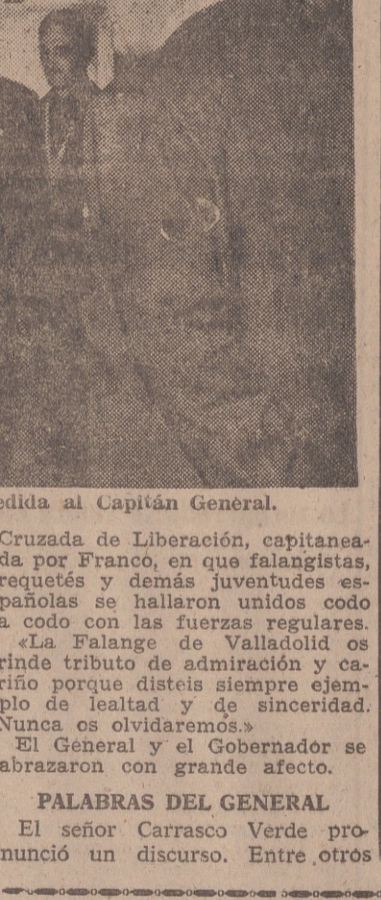 edida al Capitán General.
Cruzada de Liberación, capitanea-
da por Franco, en que falangistas,
requetés y demás juventudes es-
pañolas se hallaron unidos codo
a codo con las fuerzas regulares.
«La Falange de Valladolid os
rinde tributo de admiración y ca-
riño porque disteis siempre ejem-
plo de lealtad y de sinceridad.
Nunca os olvidaremos.»
El General y el Gobernador se
abrazaron con grande afecto.
PALABRAS DEL GENERAL
El señor Carrasco Verde pro-
nunció un discurso. Entre otros